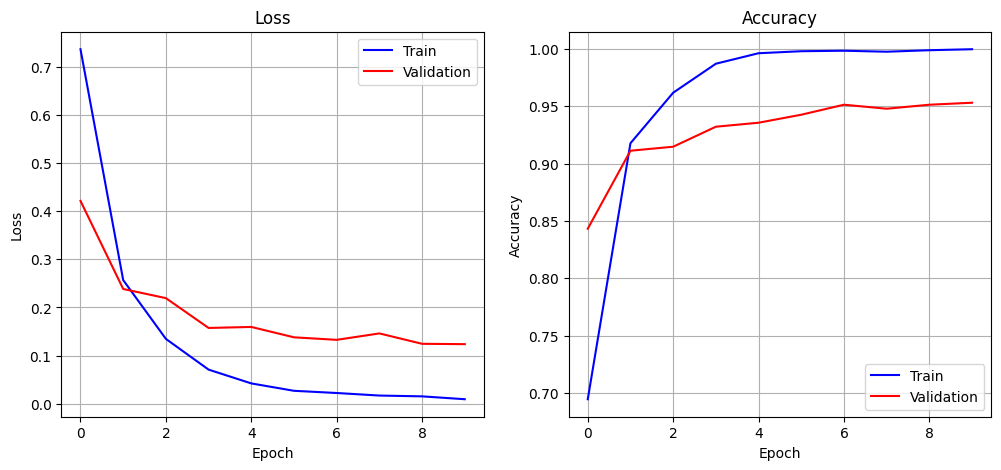 Loss
Train
Validation
0.7
0.6
0.5
0.4
0.3
0.2
0.1
0.0
Loss
0 2 4 6 8
Epoch
Accuracy
1.00
0.95
0.90
0.85
0.80
0.75
0.70
Accuracy
Train
Validation
0 2 4 6 8
Epoch